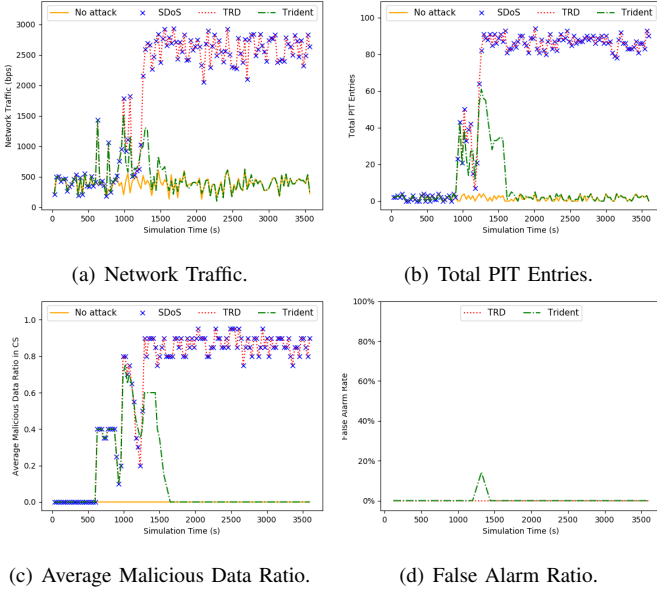 No attack SDoS TRD Trident
Network Traffic (bps)
3000
2500
2000
1500
1000
500
0
0 500 1000 1500 2000 2500 3000 3500
Simulation Time (s)
(a) Network Traffic.
No attack SDoS TRD Trident
Total PIT Entries
100
80
60
40
20
0
0 500 1000 1500 2000 2500 3000 3500
Simulation Time (s)
(b) Total PIT Entries.
No attack SDoS TRD Trident
Average Malicious Data Ratio in CS
1.0
0.8
0.6
0.4
0.2
0.0
0 500 1000 1500 2000 2500 3000 3500
Simulation Time (s)
(c) Average Malicious Data Ratio.
TRD Trident
False Alarm Rate
100%
80%
60%
40%
20%
0%
0 500 1000 1500 2000 2500 3000 3500
Simulation Time (s)
(d) False Alarm Ratio.